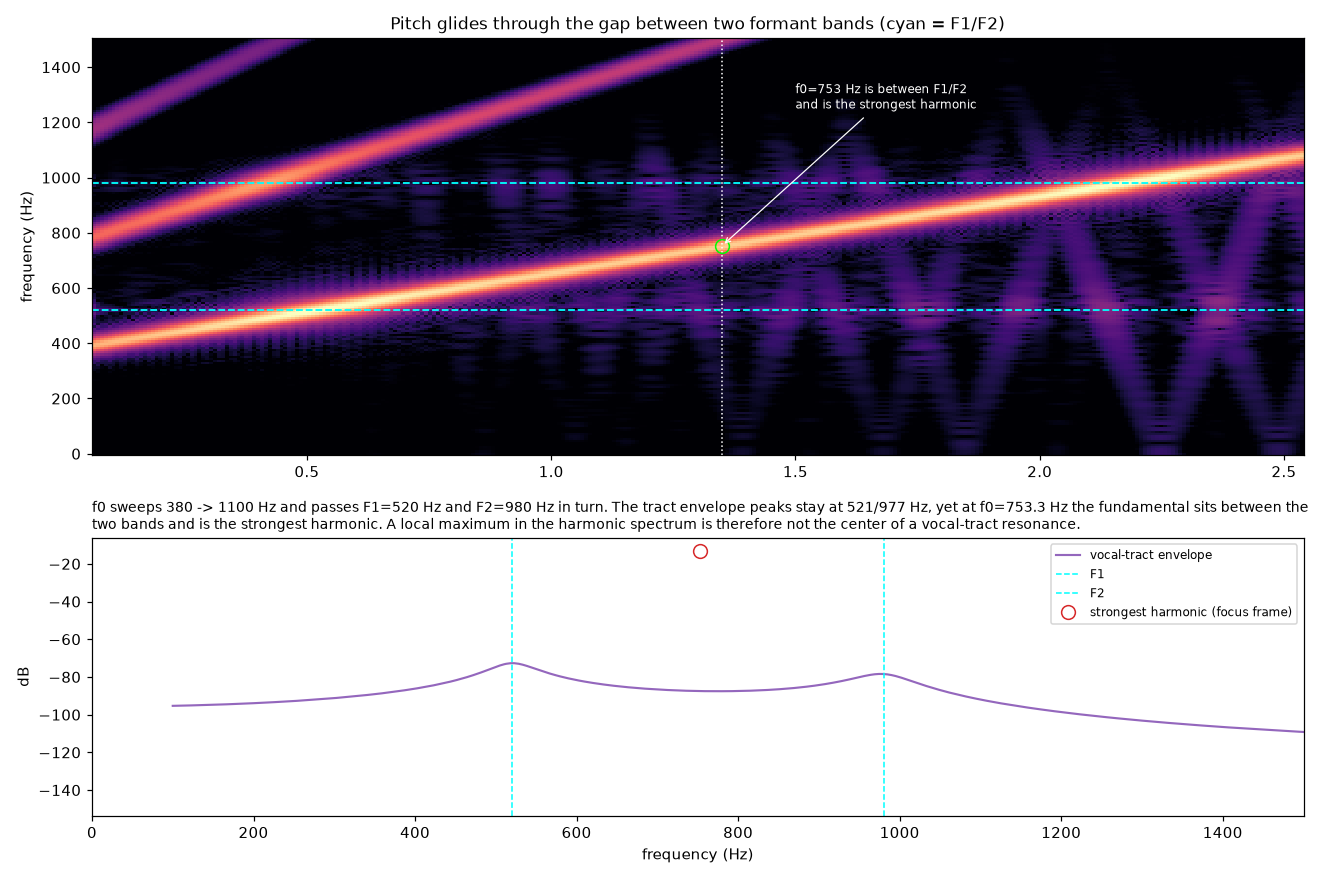 Pitch glides through the gap between two formant bands (cyan = F1/F2)
1400
1200
1000
800
600
400
200
0
frequency (Hz)
f0=753 Hz is between F1/F2
and is the strongest harmonic
0.5
1.0
1.5
2.0
2.5
f0 sweeps 380 -> 1100 Hz and passes F1=520 Hz and F2=980 Hz in turn. The tract envelope peaks stay at 521/977 Hz, yet at f0=753.3 Hz the fundamental sits between the
two bands and is the strongest harmonic. A local maximum in the harmonic spectrum is therefore not the center of a vocal-tract resonance.
−20
−40
−60
−80
−100
−120
−140
dB
vocal-tract envelope
F1
F2
strongest harmonic (focus frame)
0
200
400
600
800
1000
1200
1400
frequency (Hz)